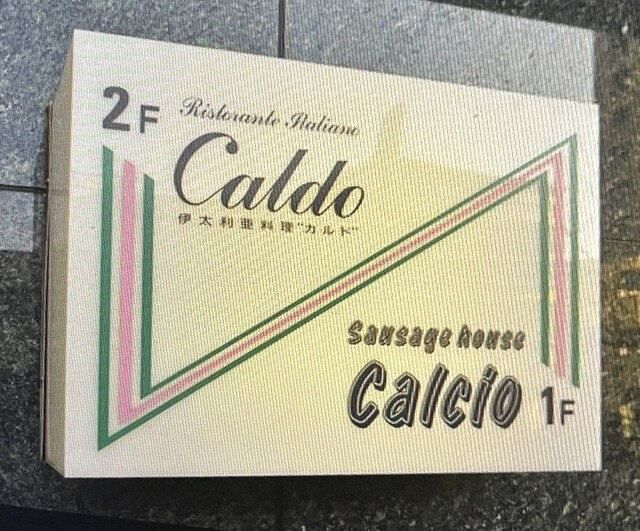 2F
Ristorante Italiano
Caldo
伊太利亜料理"カルド"
Sausage house
Calcio 1F